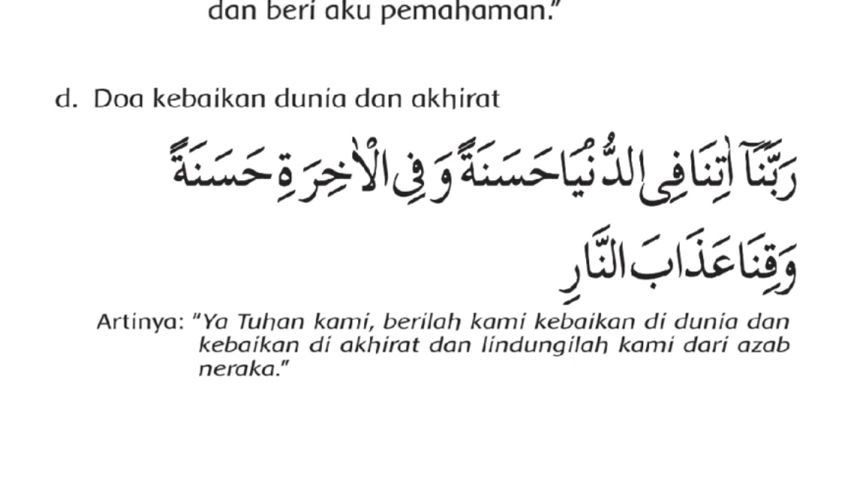 dan beri aku pemahaman.”
d. Doa kebaikan dunia dan akhirat
رَبَّنَآ اٰتِنَا فِى الدُّنْيَا حَسَنَةً وَ فِى الْاٰخِرَةِ حَسَنَةً
وَقِنَا عَذَابَ النَّارِ
Artinya: “Ya Tuhan kami, berilah kami kebaikan di dunia dan
kebaikan di akhirat dan lindungilah kami dari azab
neraka.”